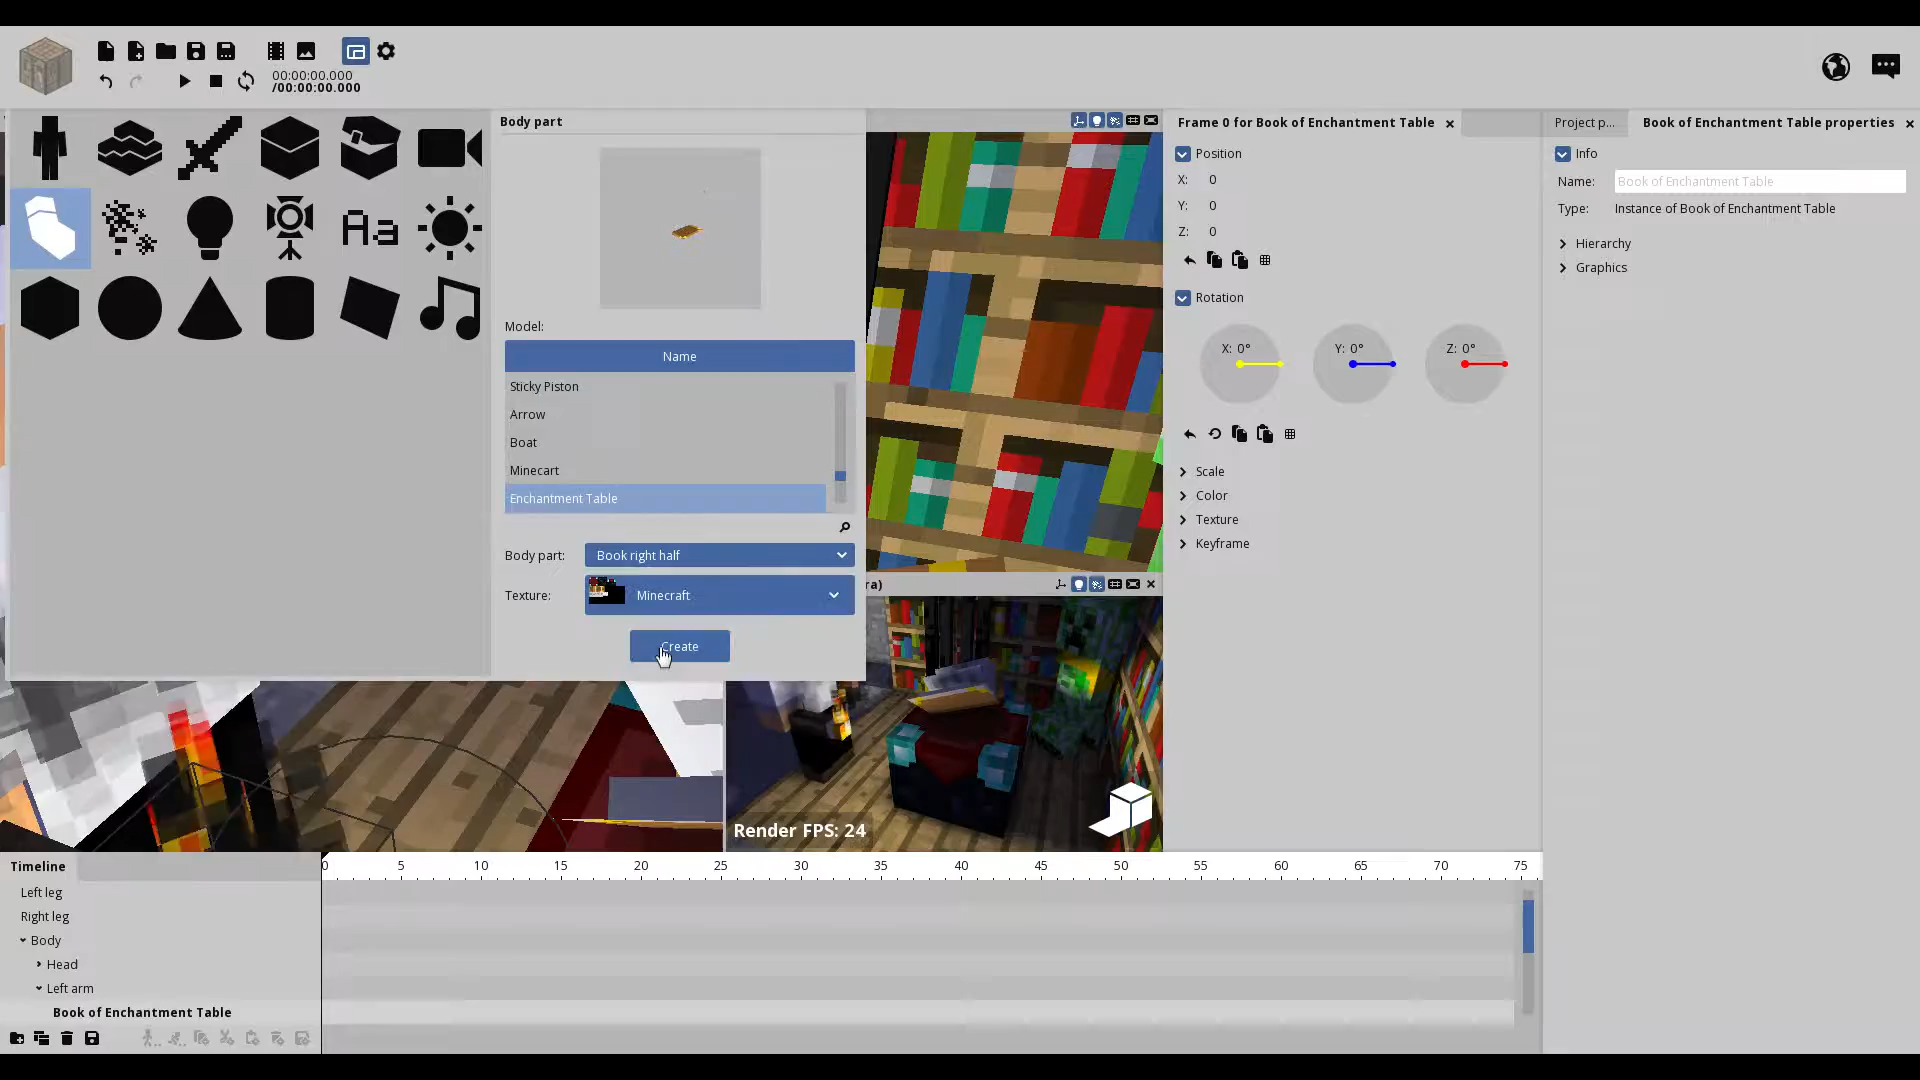 00:00:00.000
/00:00:00.000
Aa
Body part
Model:
Name
Sticky Piston
Arrow
Boat
Minecart
Enchantment Table
Body part:
Book right half
Texture:
Minecraft
Create
ra)
Render FPS: 24
Frame 0 for Book of Enchantment Table
Position
X: 0
Y: 0
Z: 0
Rotation
X: 0° Y: 0° Z: 0°
Scale
Color
Texture
Keyframe
Project p...
Book of Enchantment Table properties
Info
Name: Book of Enchantment Table
Type: Instance of Book of Enchantment Table
Hierarchy
Graphics
Timeline
0 5 10 15 20 25 30 35 40 45 50 55 60 65 70 75
Left leg
Right leg
Body
Head
Left arm
Book of Enchantment Table